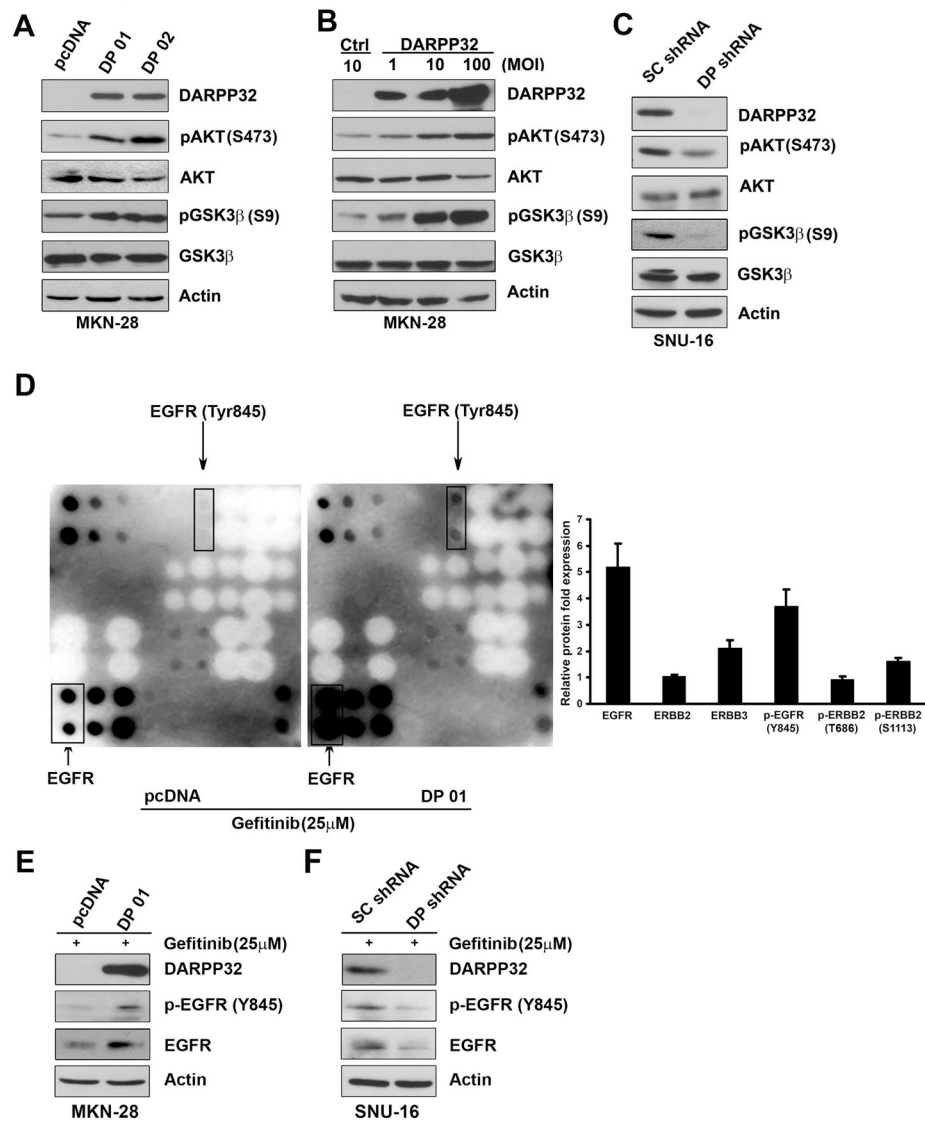 A
pcDNA
DP 01
DP 02
DARPP32
pAKT(S473)
AKT
pGSK3β (S9)
GSK3β
Actin
MKN-28
B
Ctrl DARPP32
10 1 10 100 (MOI)
DARPP32
pAKT(S473)
AKT
pGSK3β (S9)
GSK3β
Actin
MKN-28
C
SC shRNA
DP shRNA
DARPP32
pAKT(S473)
AKT
pGSK3β (S9)
GSK3β
Actin
SNU-16
D
EGFR (Tyr845)
EGFR (Tyr845)
EGFR
EGFR
pcDNA DP 01
Gefitinib(25μM)
Relative protein fold expression
7
6
5
4
3
2
1
0
EGFR ERBB2 ERBB3 p-EGFR p-ERBB2 p-ERBB2
(Y845) (T686) (S1113)
E
pcDNA
DP 01
+ + Gefitinib(25μM)
DARPP32
p-EGFR (Y845)
EGFR
Actin
MKN-28
F
SC shRNA
DP shRNA
+ + Gefitinib(25μM)
DARPP32
p-EGFR (Y845)
EGFR
Actin
SNU-16